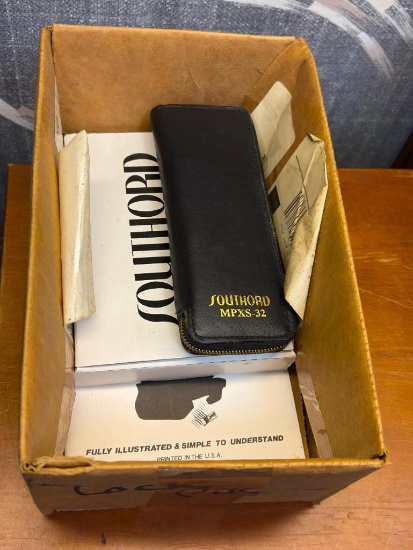 SOUTHORD
SOUTHORD
MPXS-32
FULLY ILLUSTRATED & SIMPLE TO UNDERSTAND
PRINTED IN THE U.S.A.